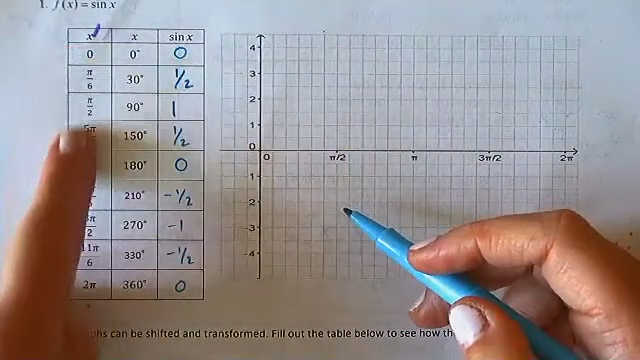 1. f(x) = sin x
x^r x sin x
0 0° 0
π/6 30° 1/2
π/2 90° 1
5π 150° 1/2
180° 0
210° -1/2
π/2 270° -1
11π/6 330° -1/2
2π 360° 0
4
3
2
1
0
0 π/2 π 3π/2 2π
-1
-2
-3
-4
can be shifted and transformed. Fill out the table below to see how